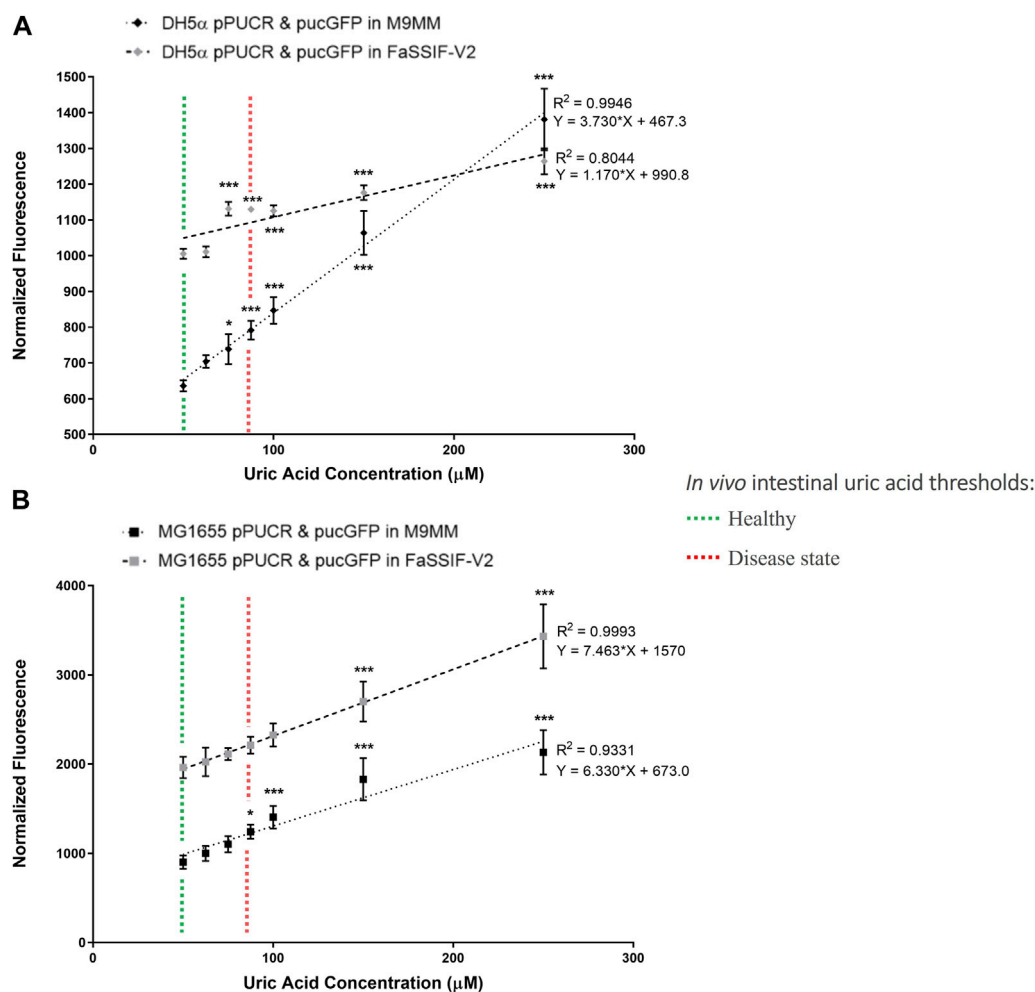 A
DH5α pPUCR & pucGFP in M9MM
DH5α pPUCR & pucGFP in FaSSIF-V2
Normalized Fluorescence
1500
1400
1300
1200
1100
1000
900
800
700
600
500
***
R² = 0.9946
Y = 3.730*X + 467.3
R² = 0.8044
Y = 1.170*X + 990.8
***
***
***
***
***
***
*
***
***
0
100
200
300
Uric Acid Concentration (μM)
B
MG1655 pPUCR & pucGFP in M9MM
MG1655 pPUCR & pucGFP in FaSSIF-V2
In vivo intestinal uric acid thresholds:
Healthy
Disease state
Normalized Fluorescence
4000
3000
2000
1000
0
***
R² = 0.9993
Y = 7.463*X + 1570
***
***
R² = 0.9331
Y = 6.330*X + 673.0
***
***
*
0
100
200
300
Uric Acid Concentration (μM)